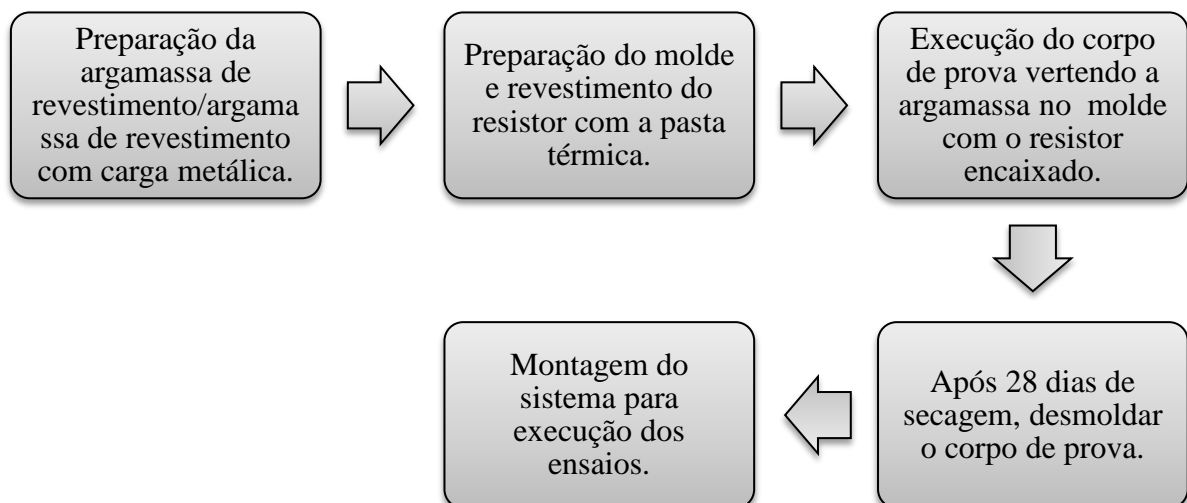 Preparação da
argamassa de
revestimento/argama
ssa de revestimento
com carga metálica.
Preparação do molde
e revestimento do
resistor com a pasta
térmica.
Execução do corpo
de prova vertendo a
argamassa no molde
com o resistor
encaixado.
Após 28 dias de
secagem, desmoldar
o corpo de prova.
Montagem do
sistema para
execução dos
ensaios.